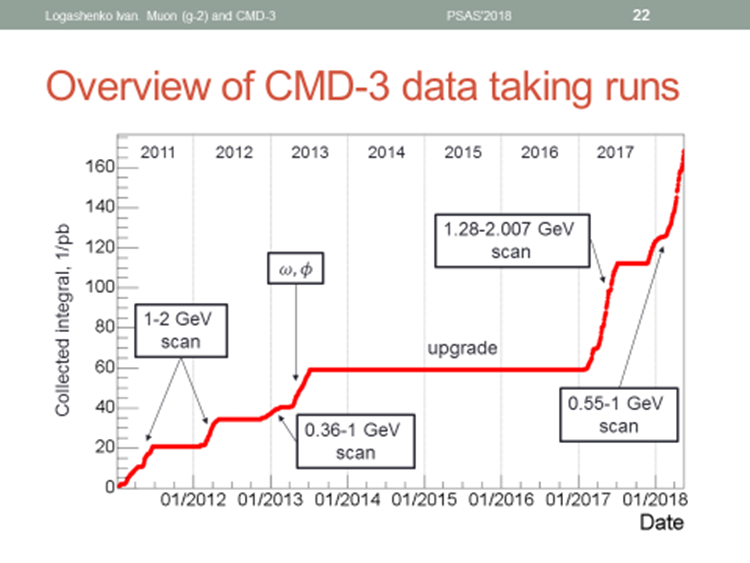 Logashenko Ivan. Muon (g-2) and CMD-3 PSAS'2018 22
Overview of CMD-3 data taking runs
2011 2012 2013 2014 2015 2016 2017
160
140
120
100
80
60
40
20
0
Collected integral, 1/pb
1.28-2.007 GeV
scan
ω, ϕ
1-2 GeV
scan
upgrade
0.55-1 GeV
scan
0.36-1 GeV
scan
01/2012 01/2013 01/2014 01/2015 01/2016 01/2017 01/2018
Date